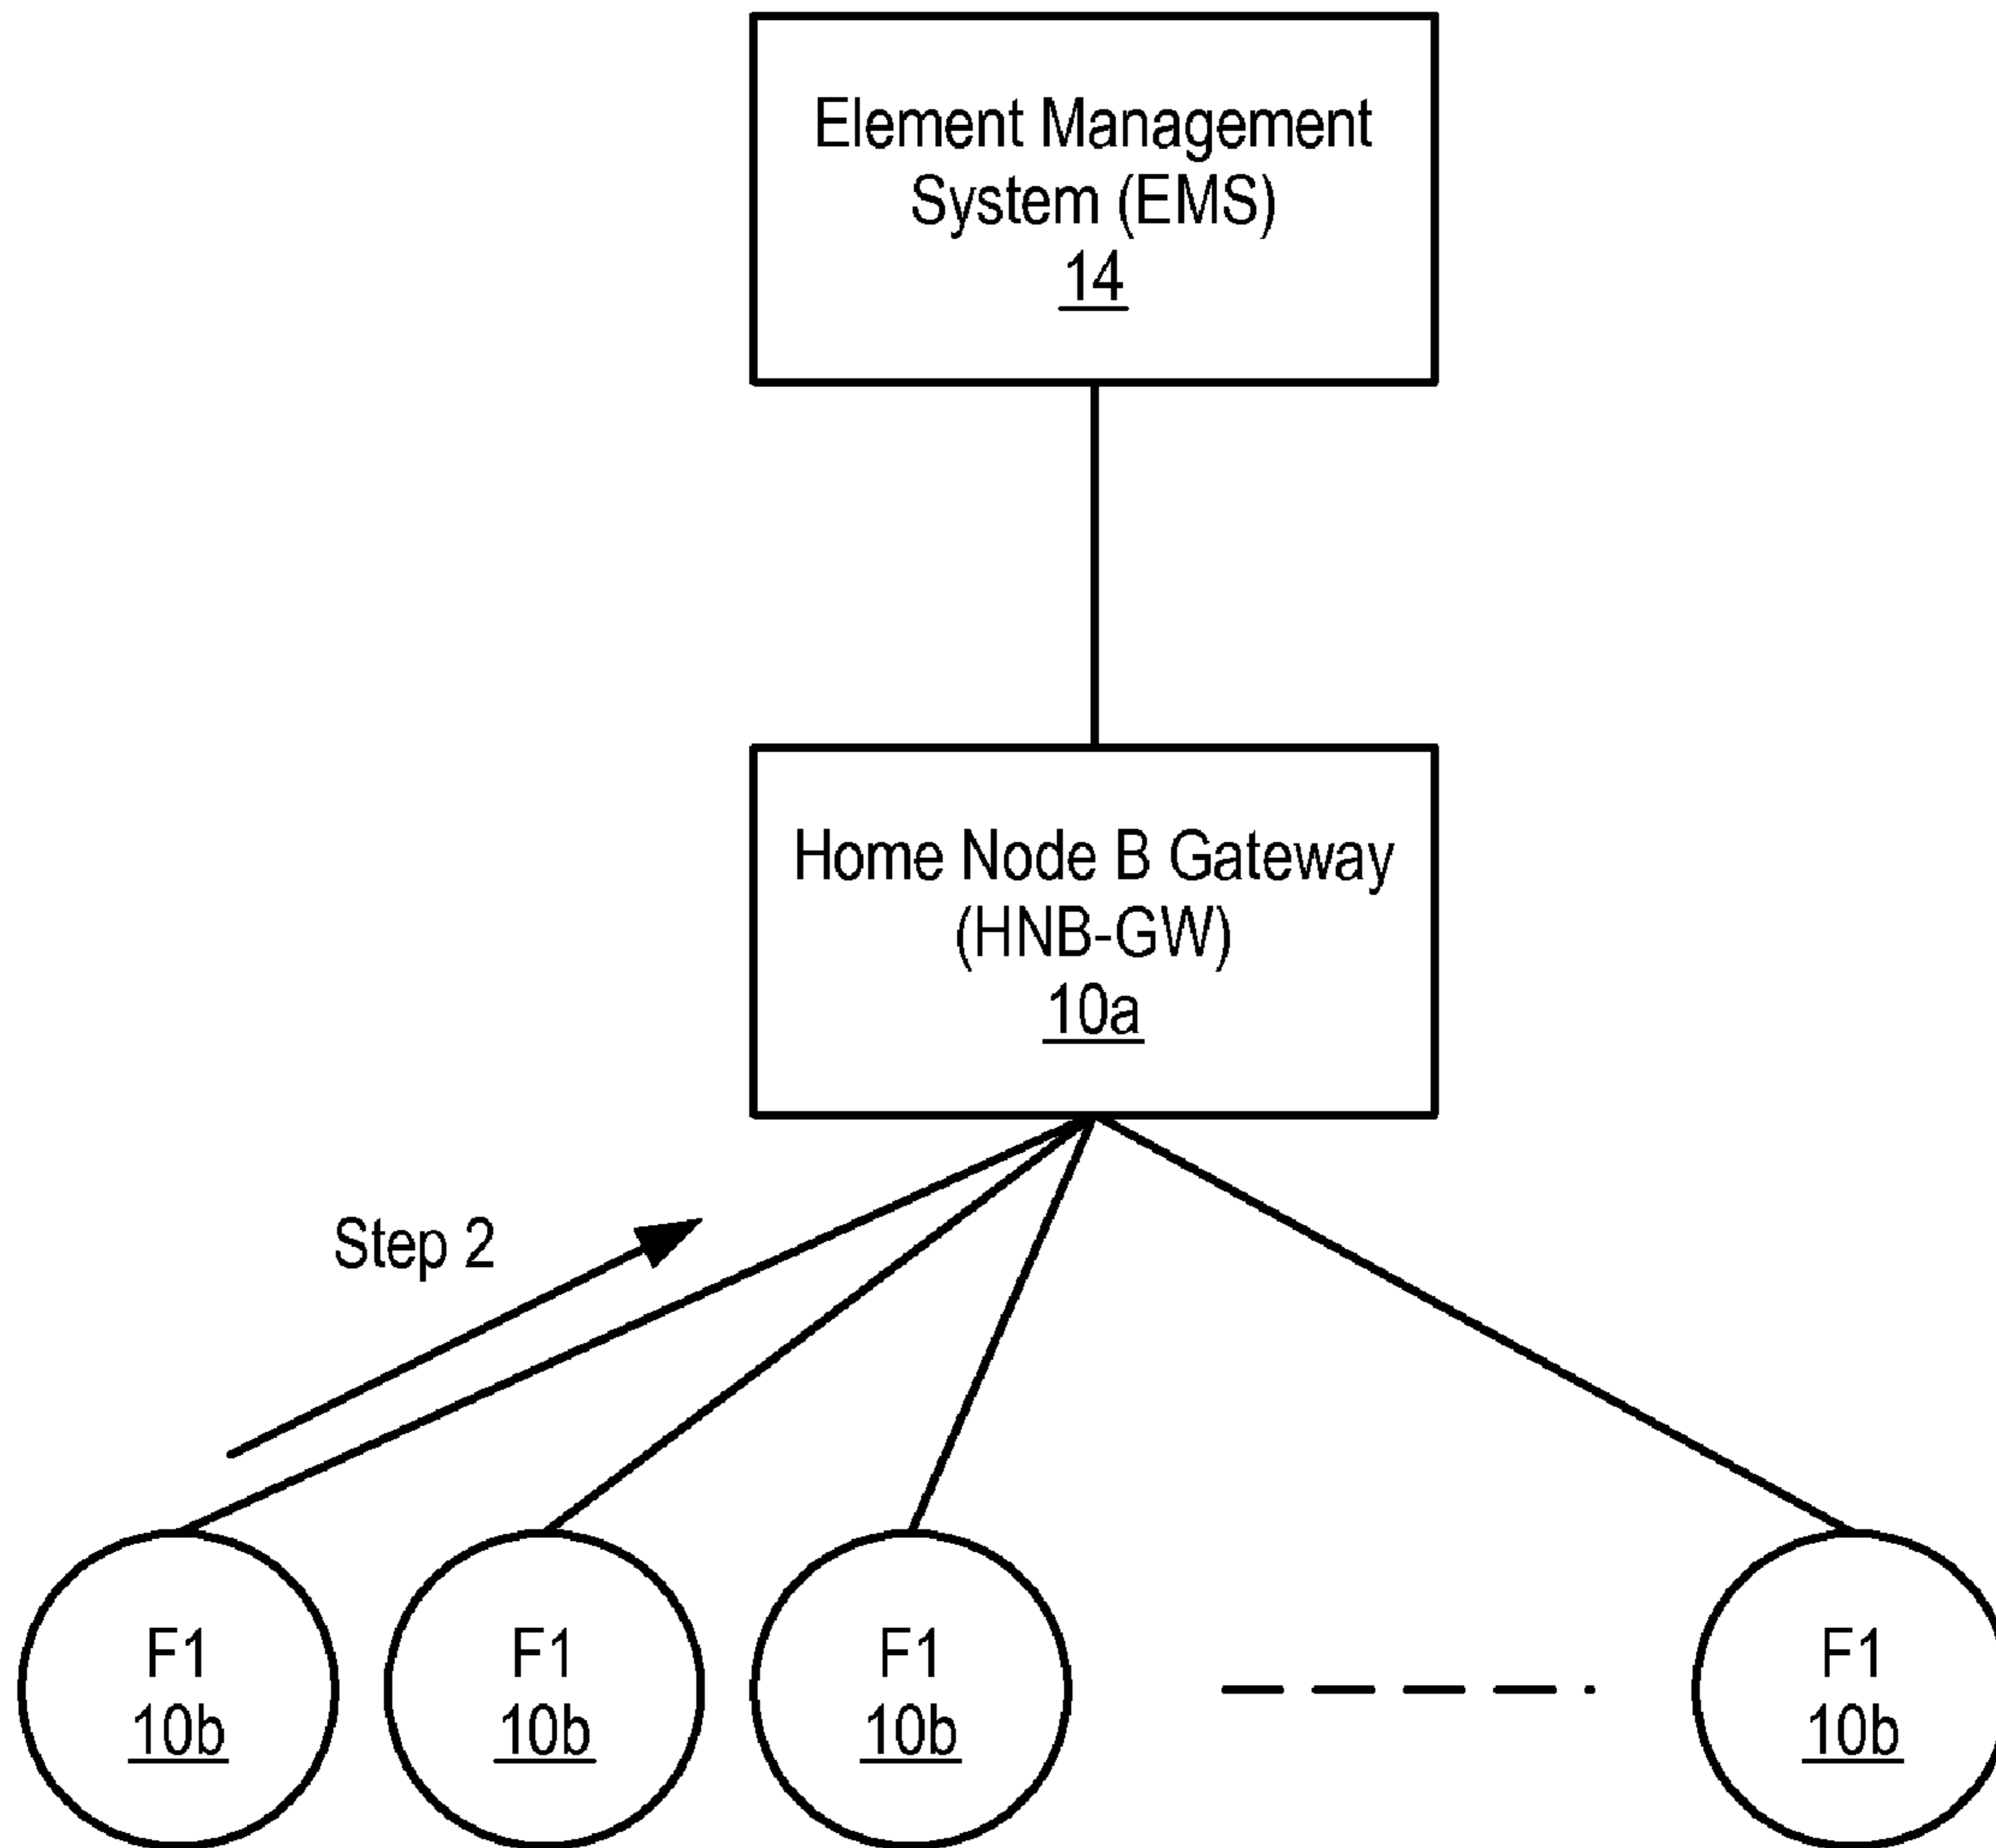 Element Management
System (EMS)
14
Home Node B Gateway
(HNB-GW)
10a
Step 2
F1
10b
F1
10b
F1
10b
F1
10b